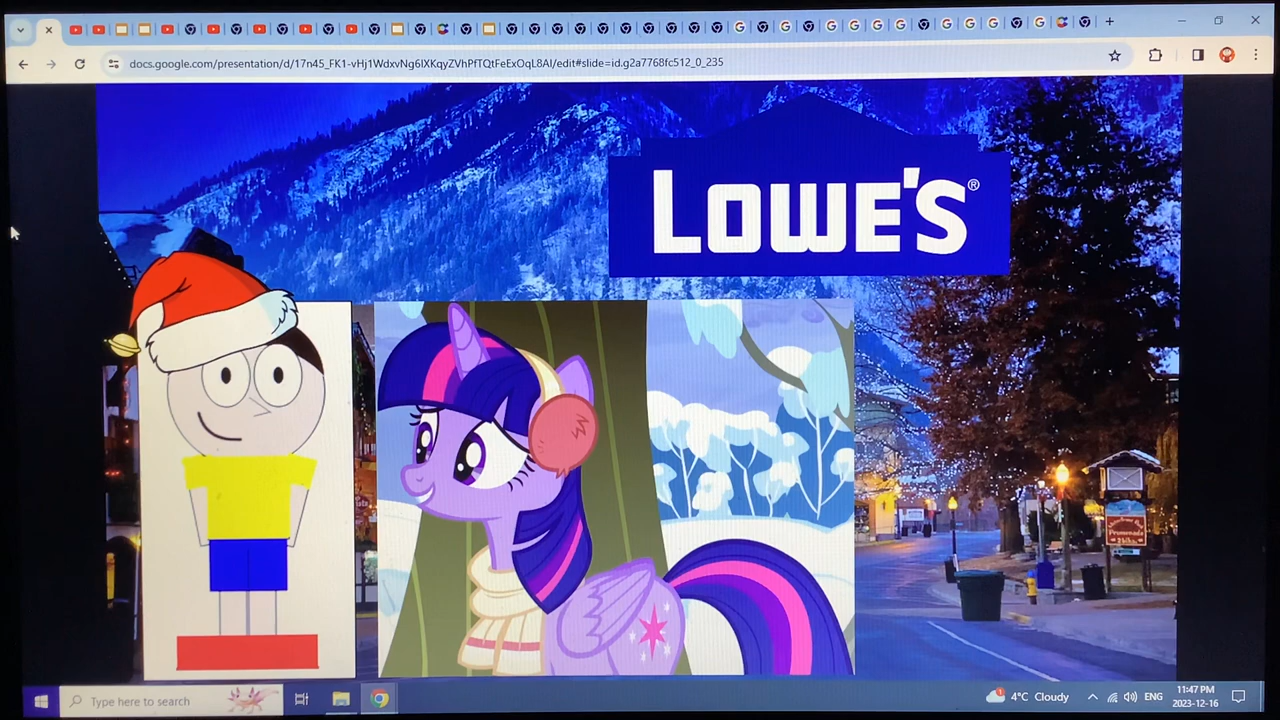 docs.google.com/presentation/d/17n45_FK1-vHj1WdxvNg6IXKqyZVhPfTQtFeExOqL8AI/edit#slide=id.g2a7768fc512_0_235
LOWE'S®
Promenade
Type here to search
4°C Cloudy
ENG
11:47 PM
2023-12-16